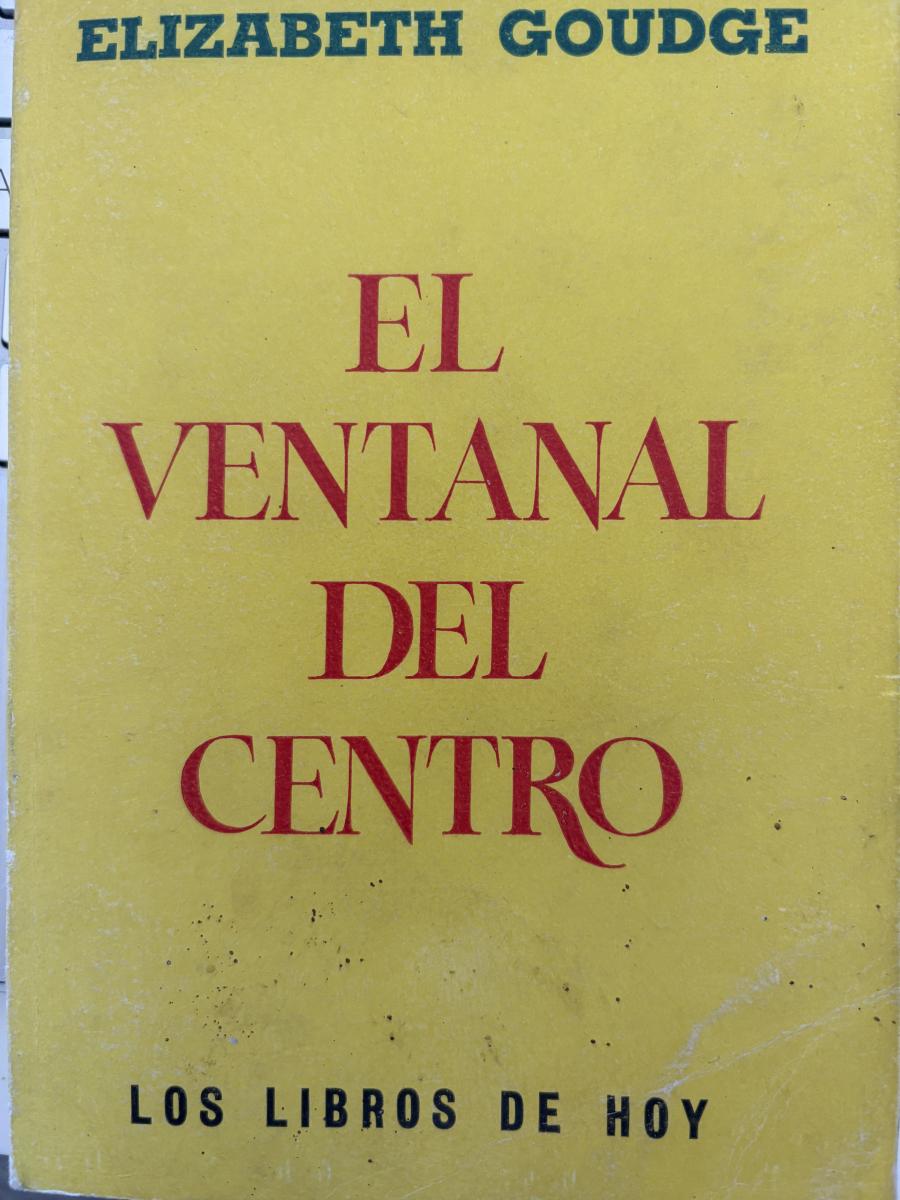 ELIZABETH GOUDGE
EL
VENTANAL
DEL
CENTRO
LOS LIBROS DE HOY